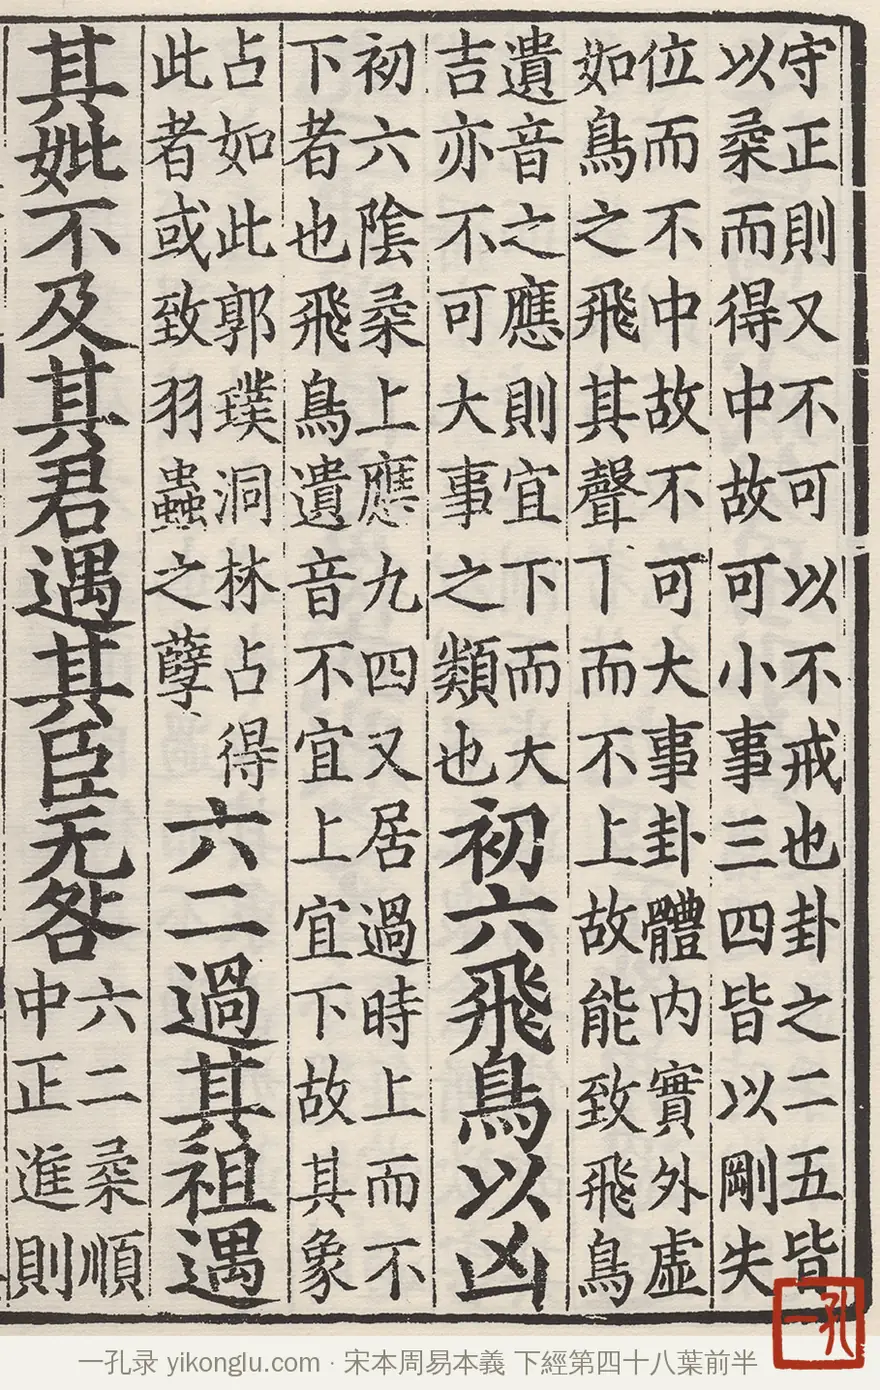 守正則又不可以不戒也卦之二五皆
以柔而得中故可小事三四皆以剛失
位而不中故不可大事卦體内實外虛
如鳥之飛其聲下而不上故能致飛鳥
遺音之應則宜下而大
吉亦不可大事之類也
初六飛鳥以凶
初六陰柔上應九四又居過時上而不
下者也飛鳥遺音不宜上宜下故其象
占如此郭璞洞林占得
此者或致羽蟲之孽
六二過其祖遇
其妣不及其君遇其臣无咎
六二柔順
中正進則
一孔
一孔录 yikonglu.com · 宋本周易本義 下經第四十八葉前半